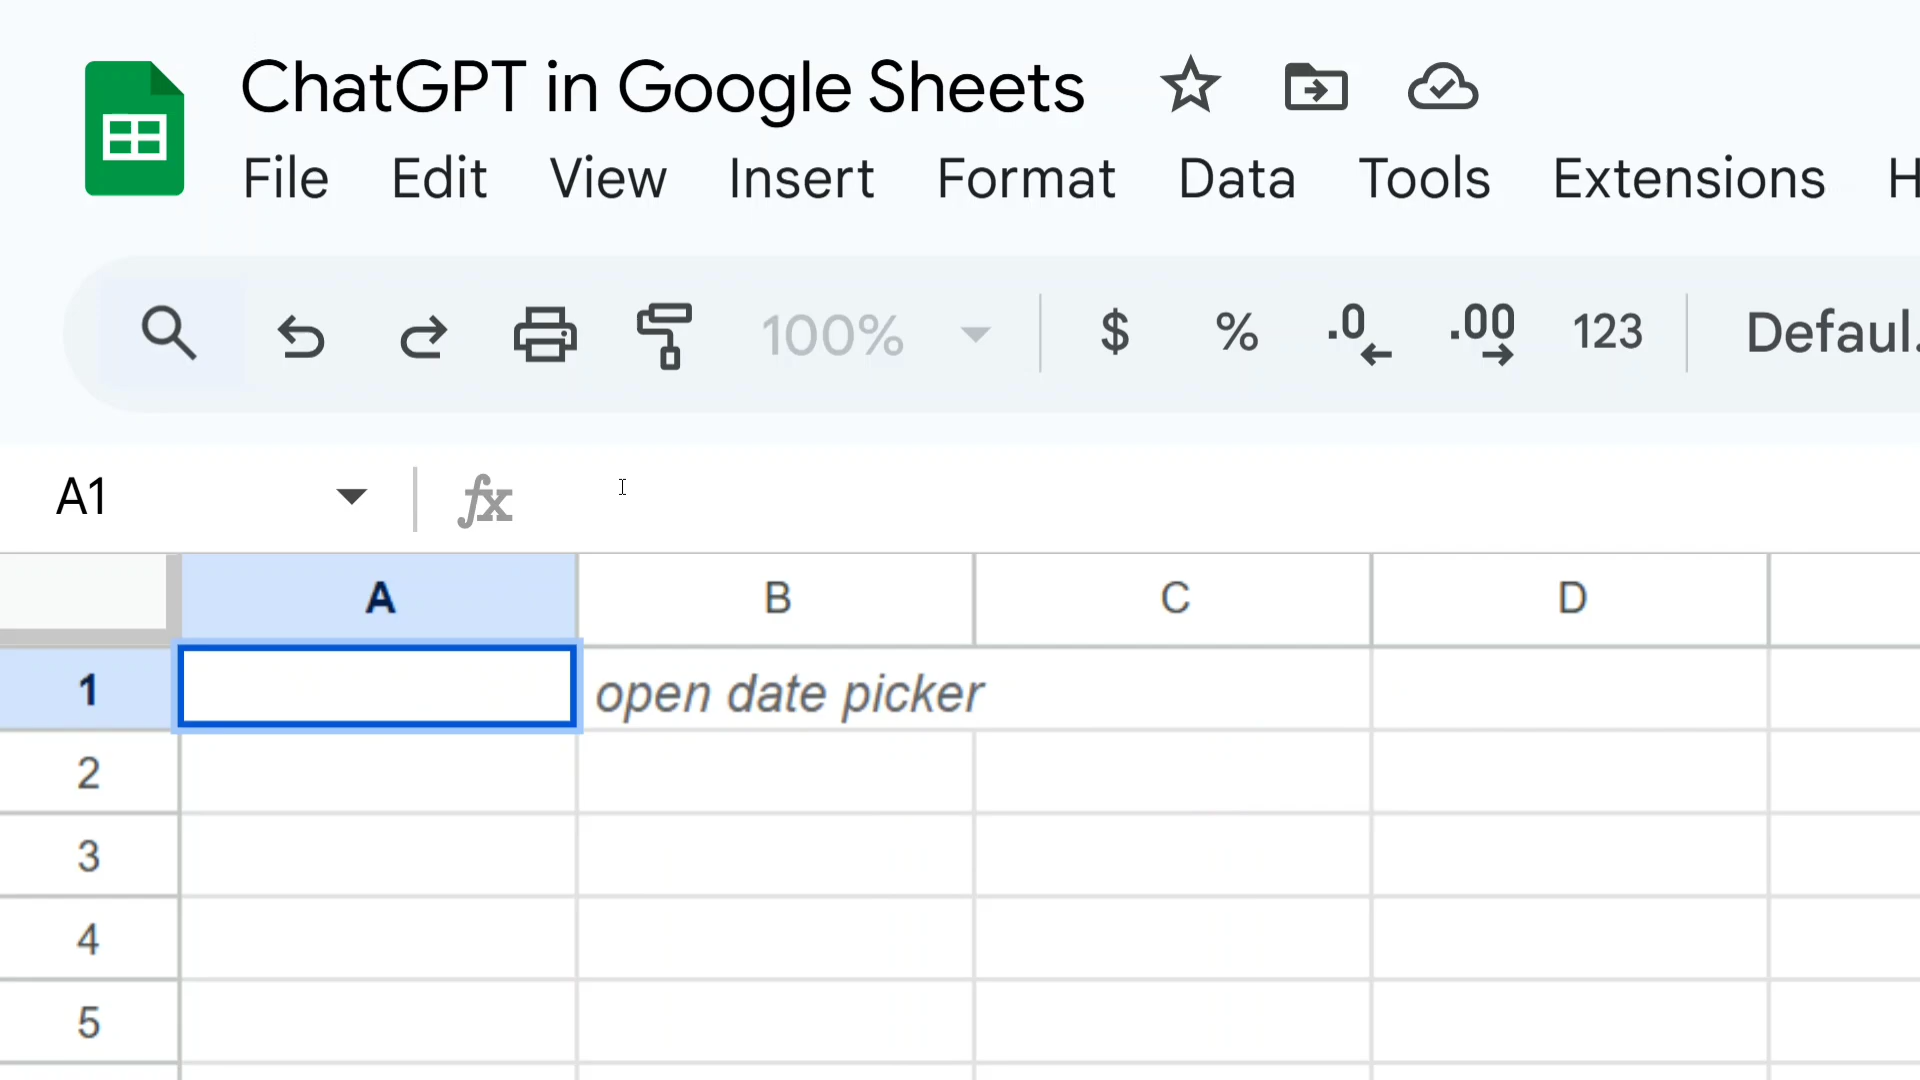 ChatGPT in Google Sheets
File Edit View Insert Format Data Tools Extensions H
100% $ % .0 .00 123 Defaul.
A1 fx
A B C D
1 open date picker
2
3
4
5